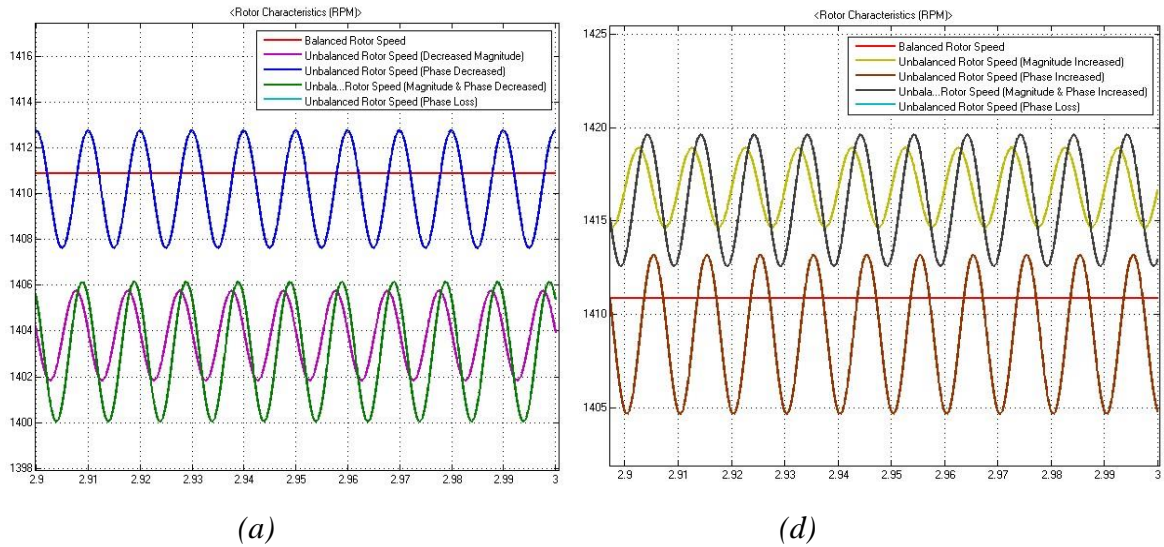 <Rotor Characteristics (RPM)>
1416
1414
1412
1410
1408
1406
1404
1402
1400
1398
Balanced Rotor Speed
Unbalanced Rotor Speed (Decreased Magnitude)
Unbalanced Rotor Speed (Phase Decreased)
Unbala...Rotor Speed (Magnitude & Phase Decreased)
Unbalanced Rotor Speed (Phase Loss)
2.9 2.91 2.92 2.93 2.94 2.95 2.96 2.97 2.98 2.99 3
(a)
<Rotor Characteristics (RPM)>
1425
1420
1415
1410
1405
Balanced Rotor Speed
Unbalanced Rotor Speed (Magnitude Increased)
Unbalanced Rotor Speed (Phase Increased)
Unbala...Rotor Speed (Magnitude & Phase Increased)
Unbalanced Rotor Speed (Phase Loss)
2.9 2.91 2.92 2.93 2.94 2.95 2.96 2.97 2.98 2.99 3
(d)